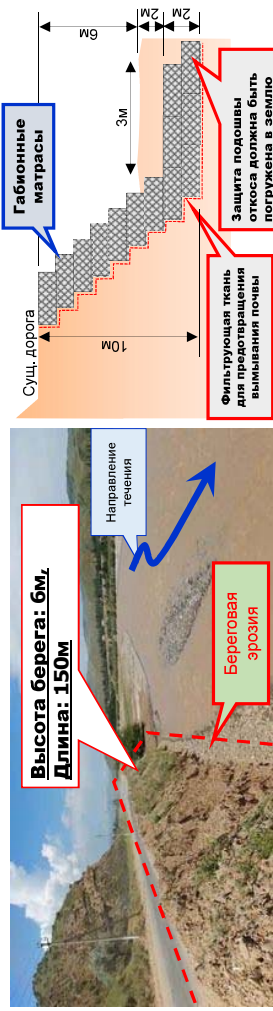 Высота берега: 6м,
Длина: 150м
Направление
течения
Береговая
эрозия
Сущ. дорога
Габионные
матрасы
6м
2м
2м
3м
10м
Фильтрующая ткань
для предотвращения
вымывания почвы
Защита подошвы
откоса должна быть
погружена в землю